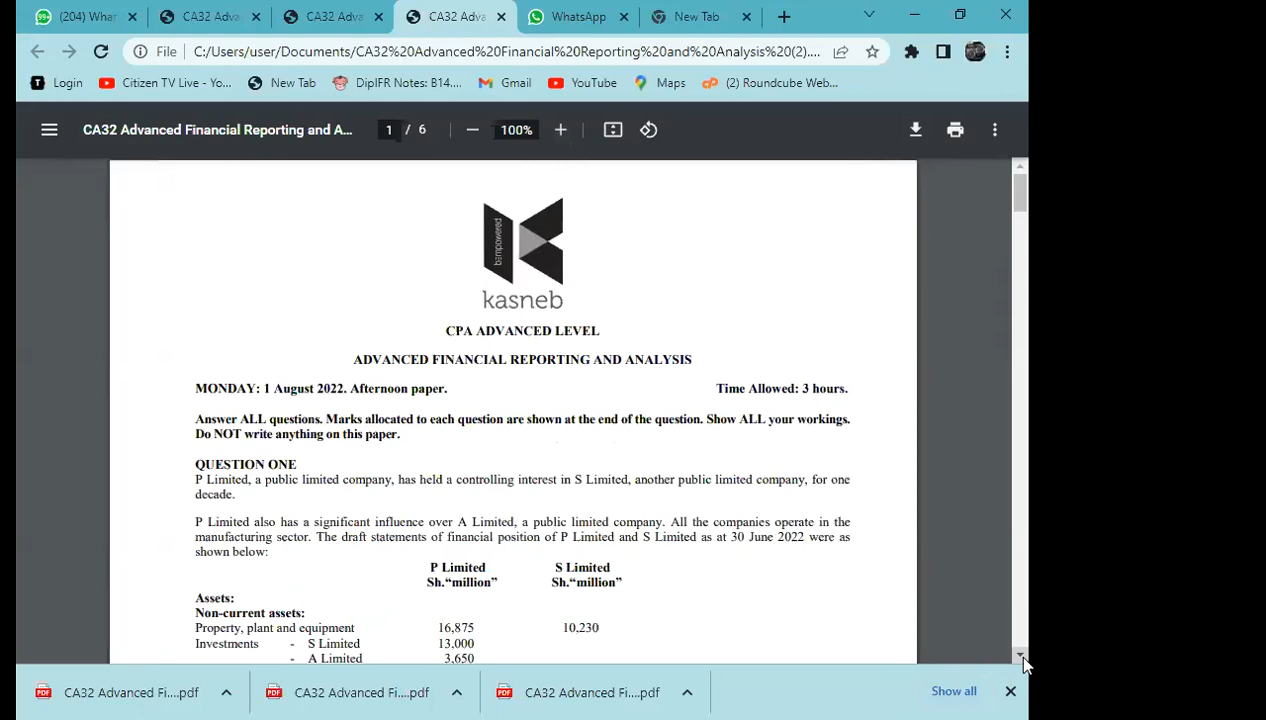 (204) What
CA32 Adva
CA32 Adva
CA32 Adva
WhatsApp
New Tab
File
C:/Users/user/Documents/CA32%20Advanced%20Financial%20Reporting%20and%20Analysis%20(2)....
Login
Citizen TV Live - Yo...
New Tab
DipIFR Notes: B14....
Gmail
YouTube
Maps
(2) Roundcube Web...
CA32 Advanced Financial Reporting and A...
1 / 6
100%
bempowered
kasneb
CPA ADVANCED LEVEL
ADVANCED FINANCIAL REPORTING AND ANALYSIS
MONDAY: 1 August 2022. Afternoon paper. Time Allowed: 3 hours.
Answer ALL questions. Marks allocated to each question are shown at the end of the question. Show ALL your workings.
Do NOT write anything on this paper.
QUESTION ONE
P Limited, a public limited company, has held a controlling interest in S Limited, another public limited company, for one
decade.
P Limited also has a significant influence over A Limited, a public limited company. All the companies operate in the
manufacturing sector. The draft statements of financial position of P Limited and S Limited as at 30 June 2022 were as
shown below:
P Limited S Limited
Sh.“million” Sh.“million”
Assets:
Non-current assets:
Property, plant and equipment 16,875 10,230
Investments - S Limited 13,000
- A Limited 3,650
CA32 Advanced Fi....pdf
CA32 Advanced Fi....pdf
CA32 Advanced Fi....pdf
Show all